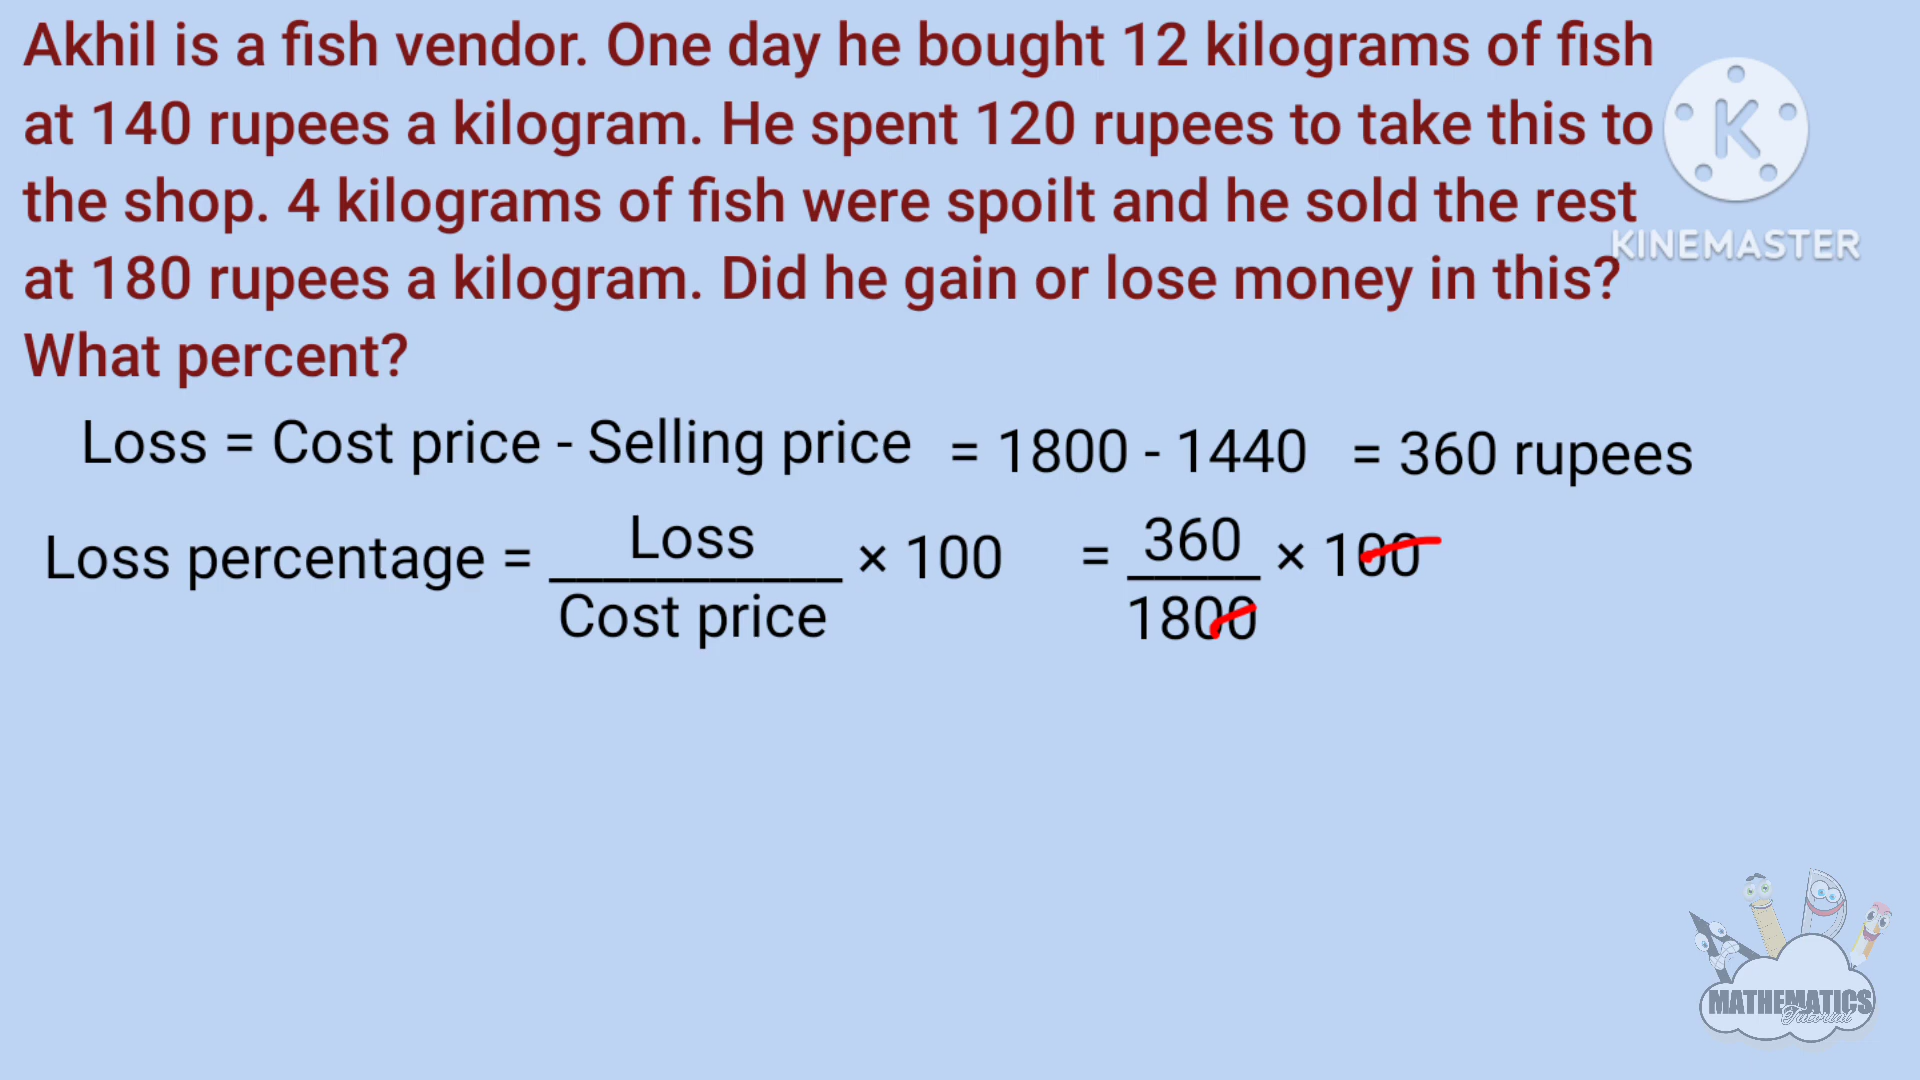 Akhil is a fish vendor. One day he bought 12 kilograms of fish
at 140 rupees a kilogram. He spent 120 rupees to take this to
the shop. 4 kilograms of fish were spoilt and he sold the rest
at 180 rupees a kilogram. Did he gain or lose money in this?
What percent?
K
KINEMASTER
Loss = Cost price - Selling price = 1800 - 1440 = 360 rupees
Loss percentage = Loss / Cost price × 100 = 360 / 1800 × 100
MATHEMATICS
Tutorial